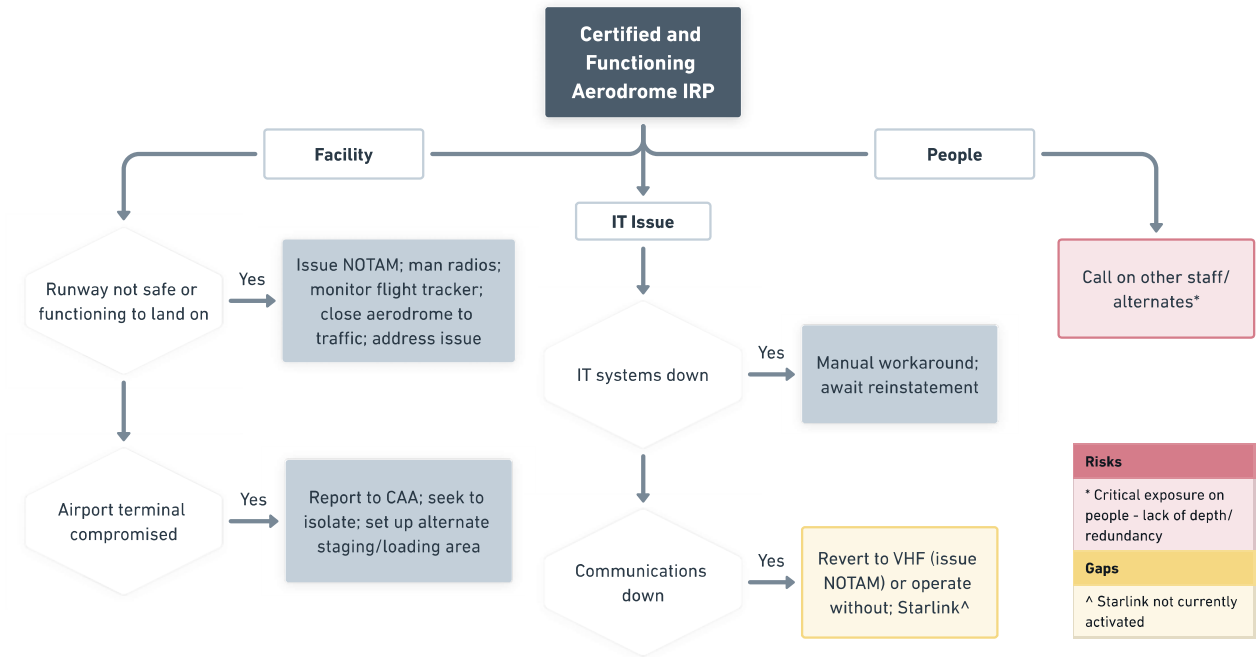 Certified and
Functioning
Aerodrome IRP
Facility
People
IT Issue
Runway not safe or
functioning to land on
Yes
Issue NOTAM; man radios;
monitor flight tracker;
close aerodrome to
traffic; address issue
Call on other staff/
alternates*
IT systems down
Yes
Manual workaround;
await reinstatement
Airport terminal
compromised
Yes
Report to CAA; seek to
isolate; set up alternate
staging/loading area
Communications
down
Yes
Revert to VHF (issue
NOTAM) or operate
without; Starlink^
Risks
* Critical exposure on
people - lack of depth/
redundancy
Gaps
^ Starlink not currently
activated